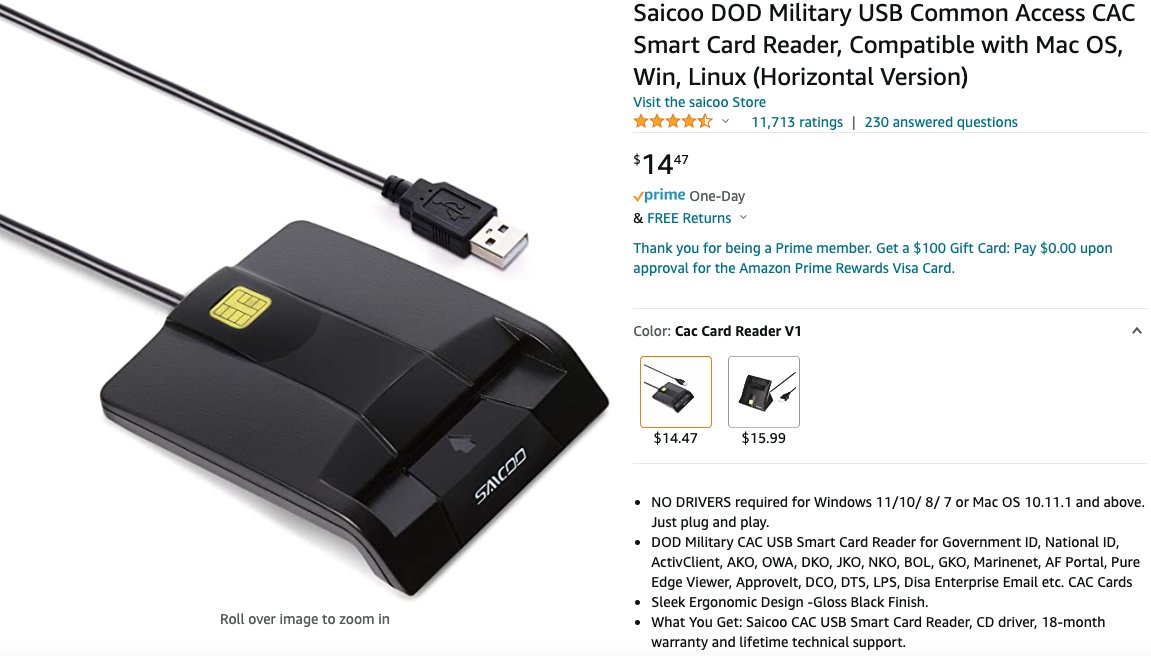 Saicoo DOD Military USB Common Access CAC
Smart Card Reader, Compatible with Mac OS,
Win, Linux (Horizontal Version)
Visit the saicoo Store
11,713 ratings | 230 answered questions
$14.47
prime One-Day
& FREE Returns
Thank you for being a Prime member. Get a $100 Gift Card: Pay $0.00 upon
approval for the Amazon Prime Rewards Visa Card.
Color: Cac Card Reader V1
$14.47
$15.99
NO DRIVERS required for Windows 11/10/ 8/ 7 or Mac OS 10.11.1 and above.
Just plug and play.
DOD Military CAC USB Smart Card Reader for Government ID, National ID,
ActivClient, AKO, OWA, DKO, JKO, NKO, BOL, GKO, Marinenet, AF Portal, Pure
Edge Viewer, ApproveIt, DCO, DTS, LPS, Disa Enterprise Email etc. CAC Cards
Sleek Ergonomic Design -Gloss Black Finish.
What You Get: Saicoo CAC USB Smart Card Reader, CD driver, 18-month
warranty and lifetime technical support.
SAICOO
Roll over image to zoom in